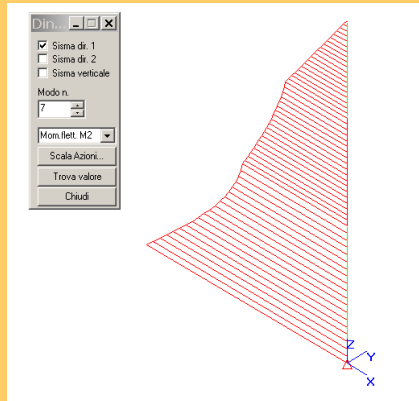 Din...
Sisma dir. 1
Sisma dir. 2
Sisma verticale
Modo n.
7
Mom.flett. M2
Scala Azioni...
Trova valore
Chiudi
Z
Y
X